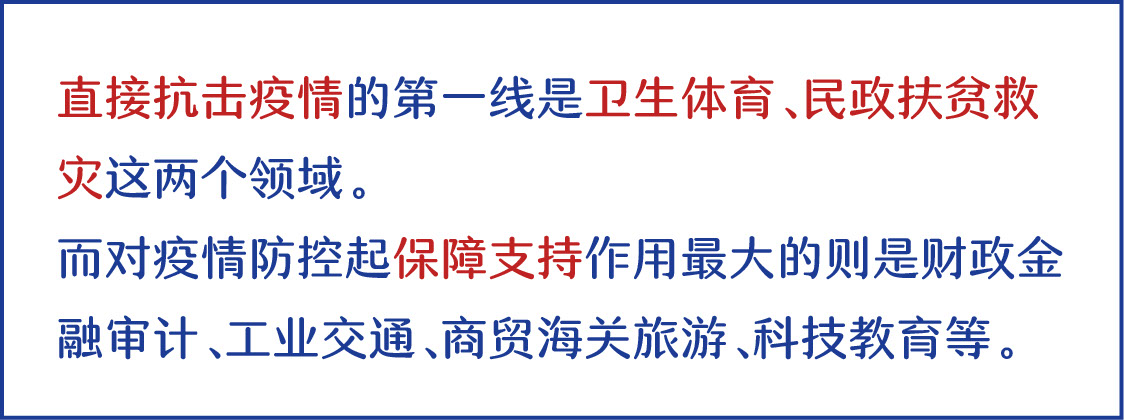 直接抗击疫情的第一线是卫生体育、民政扶贫救
灾这两个领域。
而对疫情防控起保障支持作用最大的则是财政金
融审计、工业交通、商贸海关旅游、科技教育等。